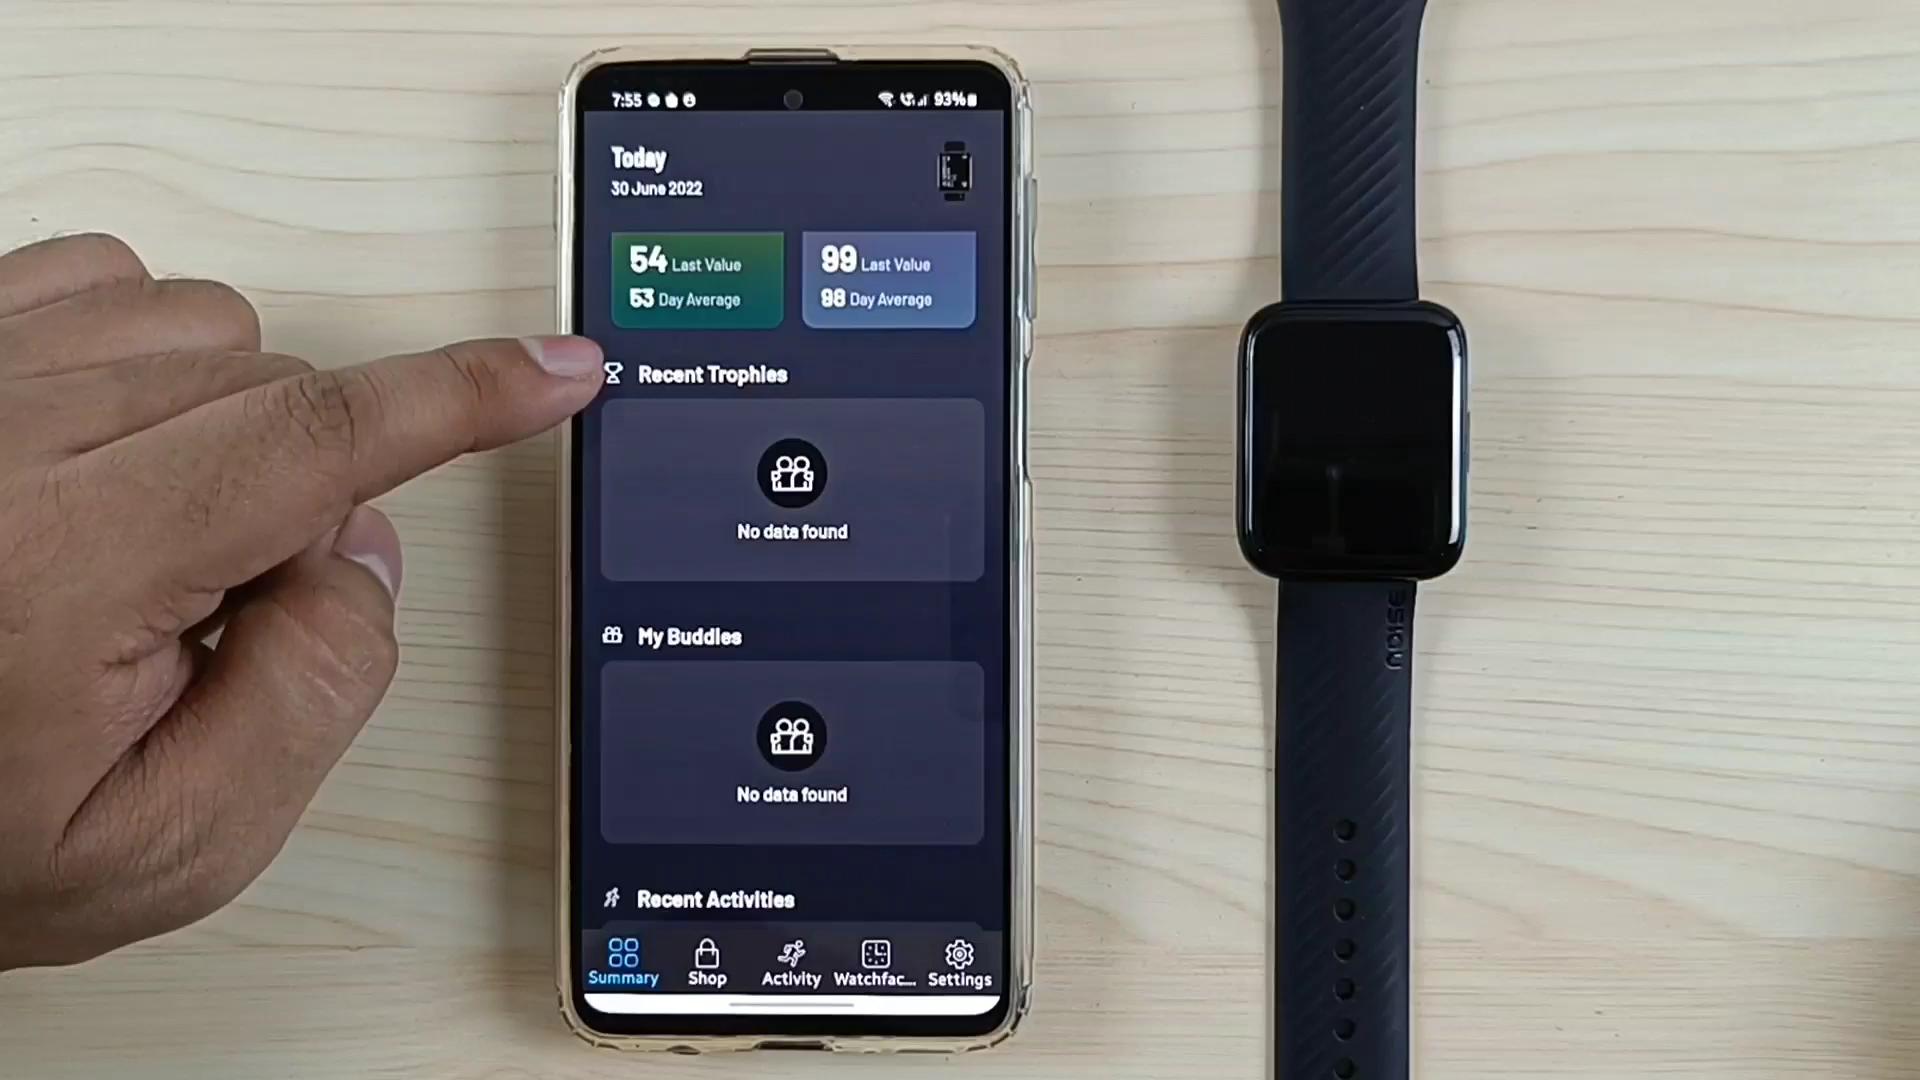 7:55
93%
Today
30 June 2022
54 Last Value
53 Day Average
99 Last Value
98 Day Average
Recent Trophies
No data found
My Buddies
No data found
Recent Activities
Summary
Shop
Activity
Watchfac...
Settings
noise